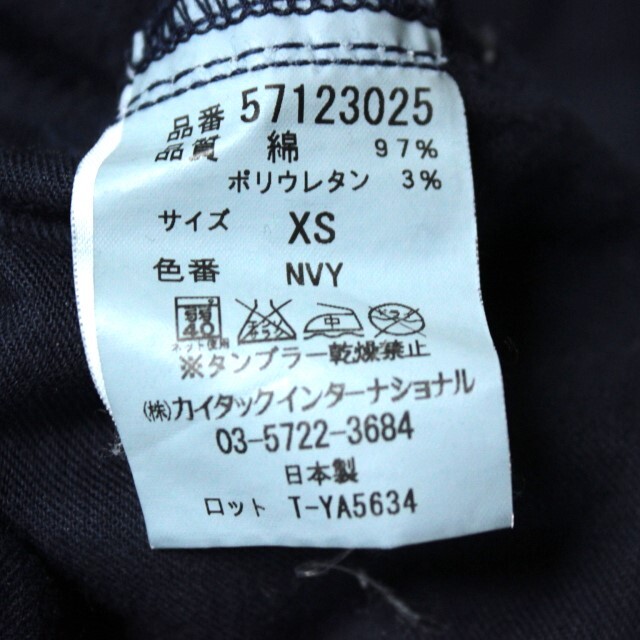 品番 57123025
品質 綿 97%
ポリウレタン 3%
サイズ XS
色番 NVY
40 中
※タンブラー乾燥禁止
(株)カイタックインターナショナル
03-5722-3684
日本製
ロット T-YA5634